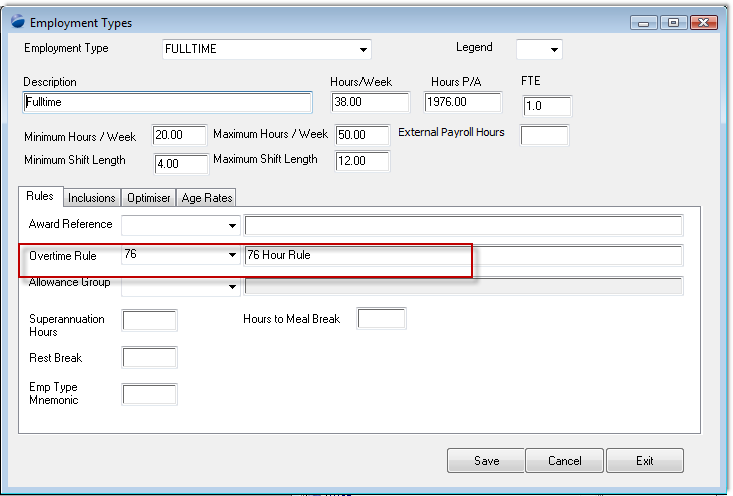 Employment Types
Employment Type FULLTIME Legend
Description Hours/Week Hours P/A FTE
Fulltime 38.00 1976.00 1.0
Minimum Hours / Week 20.00 Maximum Hours / Week 50.00 External Payroll Hours
Minimum Shift Length 4.00 Maximum Shift Length 12.00
Rules Inclusions Optimiser Age Rates
Award Reference
Overtime Rule 76 76 Hour Rule
Allowance Group
Superannuation Hours to Meal Break
Hours
Rest Break
Emp Type
Mnemonic
Save Cancel Exit